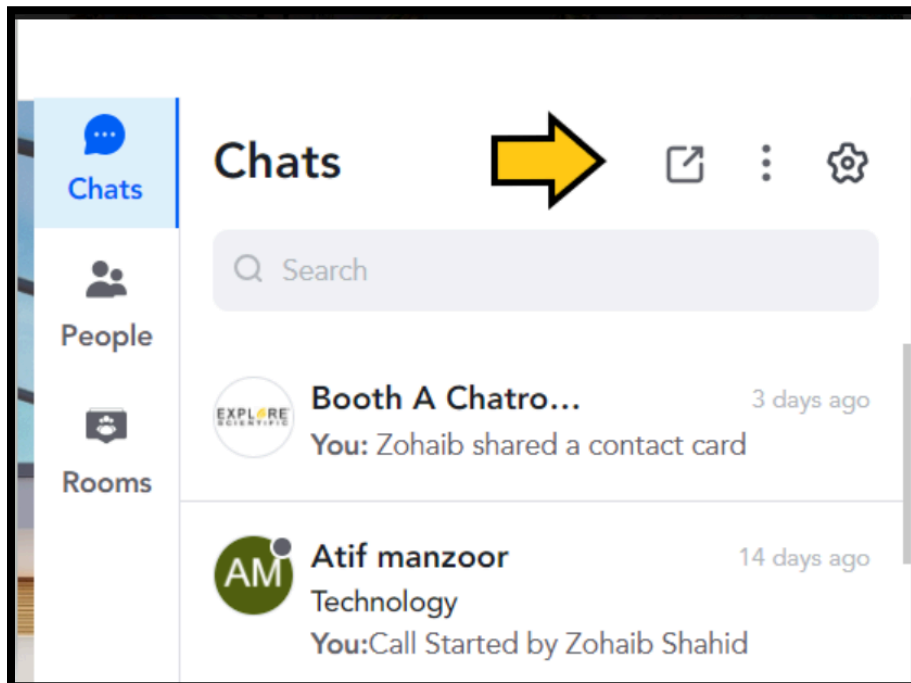 Chats
Chats
Search
People
Rooms
EXPLORE
SCIENTIFIC
Booth A Chatro...
3 days ago
You: Zohaib shared a contact card
AM
Atif manzoor
14 days ago
Technology
You:Call Started by Zohaib Shahid